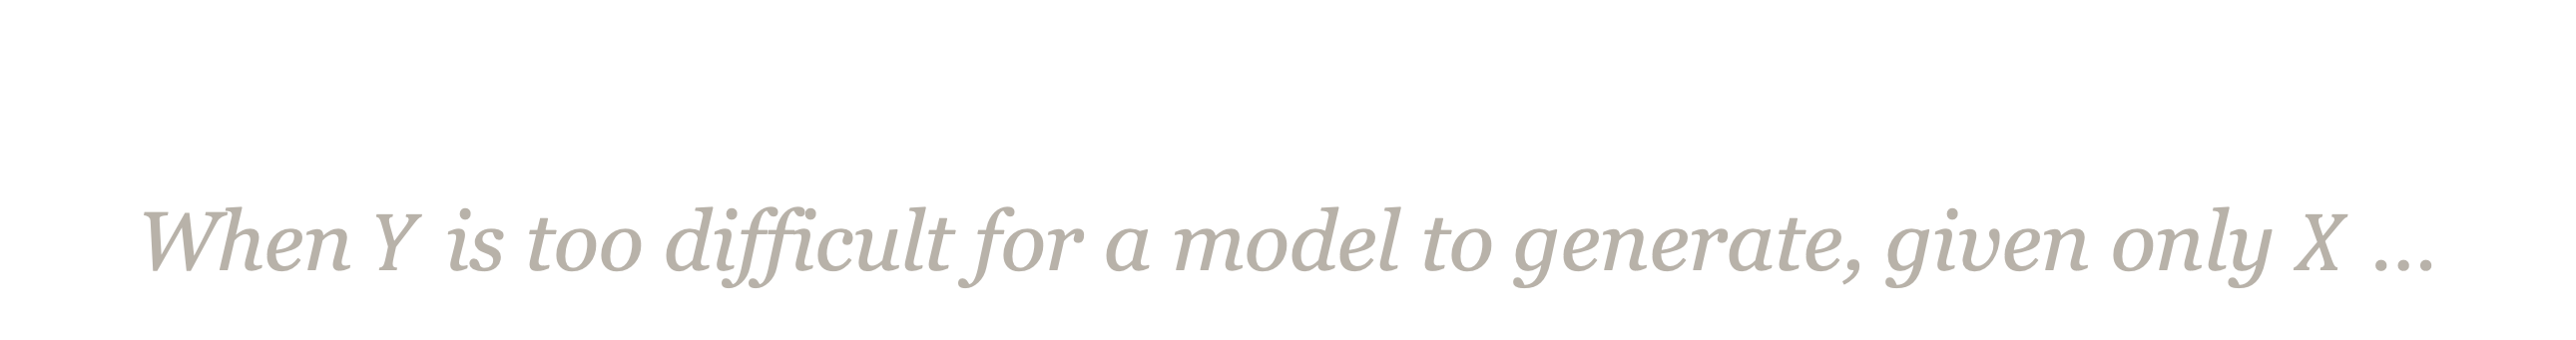 When Y is too difficult for a model to generate, given only X ...